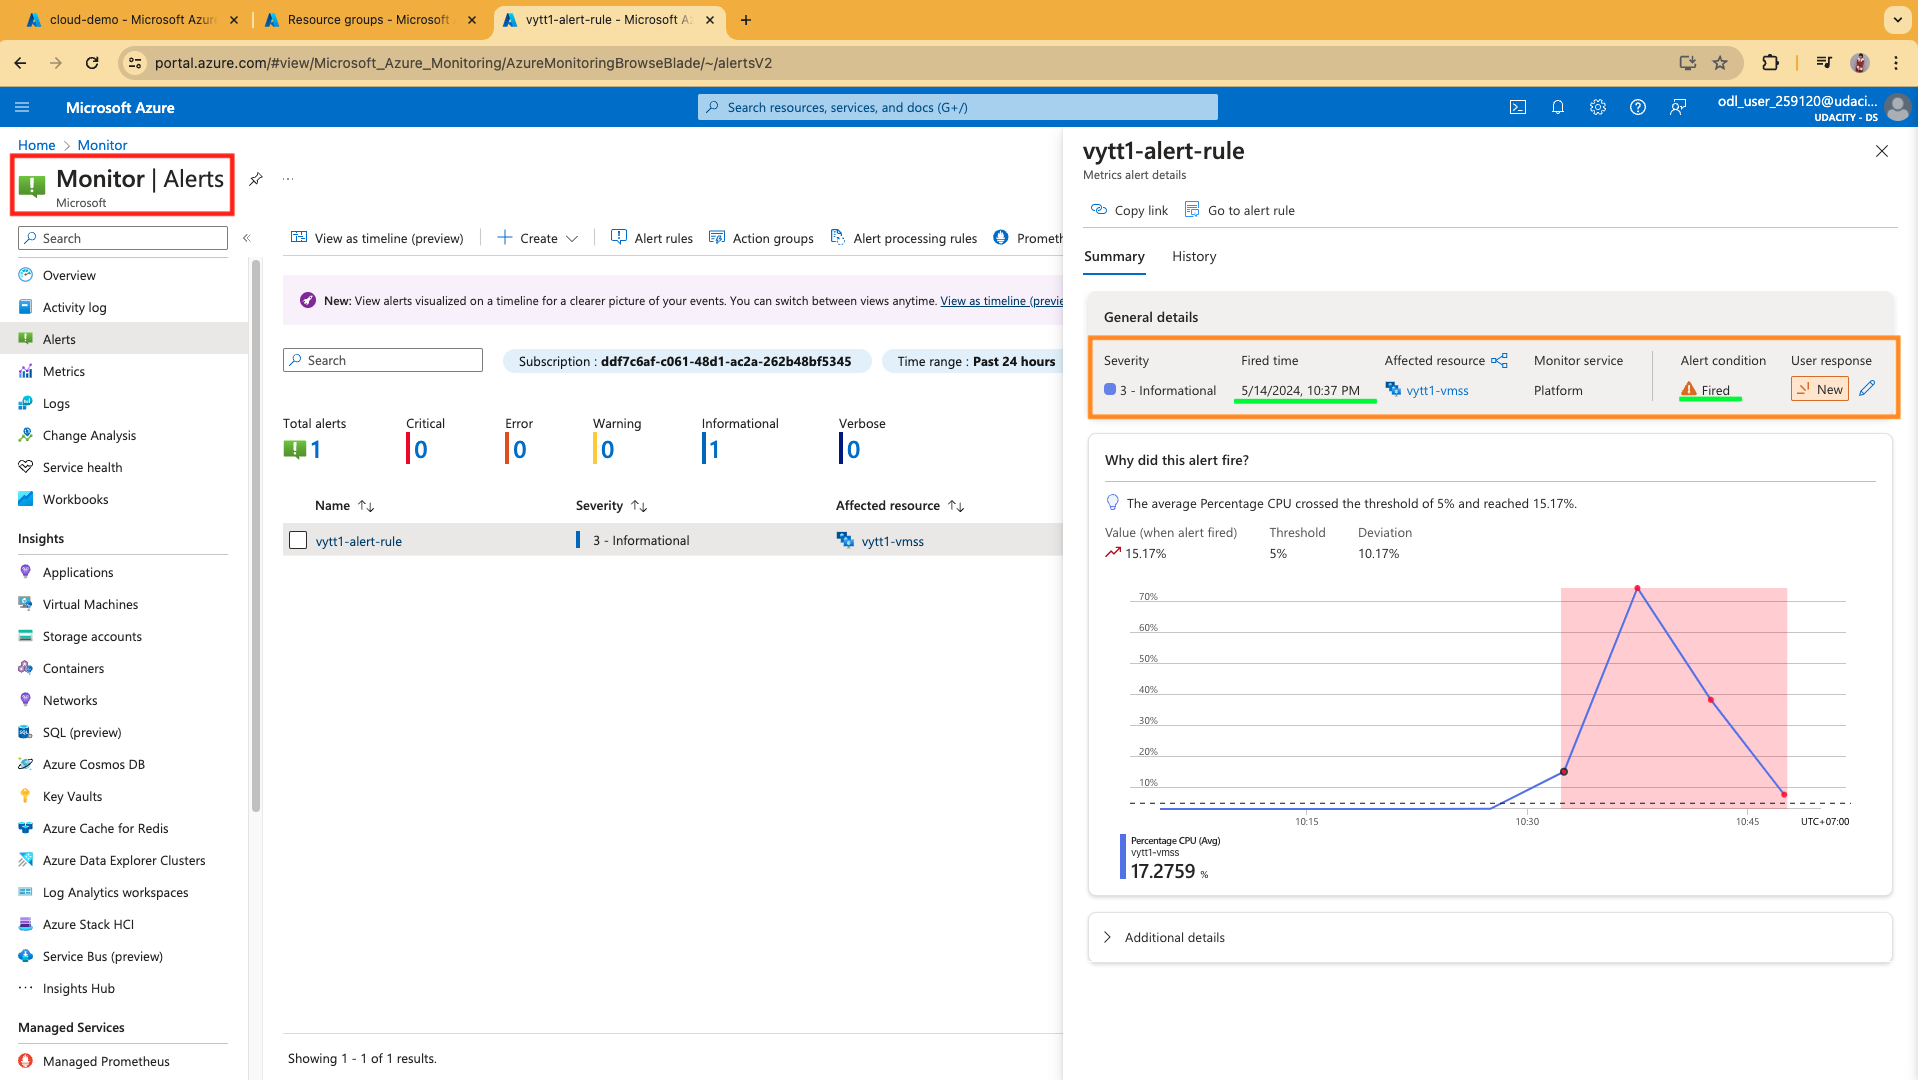 cloud-demo - Microsoft Azur
Resource groups - Microsoft
vytt1-alert-rule - Microsoft A
portal.azure.com/#view/Microsoft_Azure_Monitoring/AzureMonitoringBrowseBlade/~/alertsV2
Microsoft Azure
Search resources, services, and docs (G+/)
odl_user_259120@udaci...
UDACITY - DS
Home > Monitor
Monitor | Alerts
Microsoft
Search
Overview
Activity log
Alerts
Metrics
Logs
Change Analysis
Service health
Workbooks
Insights
Applications
Virtual Machines
Storage accounts
Containers
Networks
SQL (preview)
Azure Cosmos DB
Key Vaults
Azure Cache for Redis
Azure Data Explorer Clusters
Log Analytics workspaces
Azure Stack HCI
Service Bus (preview)
Insights Hub
Managed Services
Managed Prometheus
View as timeline (preview)
Create
Alert rules
Action groups
Alert processing rules
Prometh
New: View alerts visualized on a timeline for a clearer picture of your events. You can switch between views anytime. View as timeline (previe
Search
Subscription : ddf7c6af-c061-48d1-ac2a-262b48bf5345
Time range : Past 24 hours
Total alerts Critical Error Warning Informational Verbose
1 0 0 0 1 0
Name Severity Affected resource
vytt1-alert-rule 3 - Informational vytt1-vmss
Showing 1 - 1 of 1 results.
vytt1-alert-rule
Metrics alert details
Copy link Go to alert rule
Summary History
General details
Severity Fired time Affected resource Monitor service Alert condition User response
3 - Informational 5/14/2024, 10:37 PM vytt1-vmss Platform Fired New
Why did this alert fire?
The average Percentage CPU crossed the threshold of 5% and reached 15.17%.
Value (when alert fired) Threshold Deviation
15.17% 5% 10.17%
70%
60%
50%
40%
30%
20%
10%
10:15 10:30 10:45 UTC+07:00
Percentage CPU (Avg)
vytt1-vmss
17.2759 %
Additional details